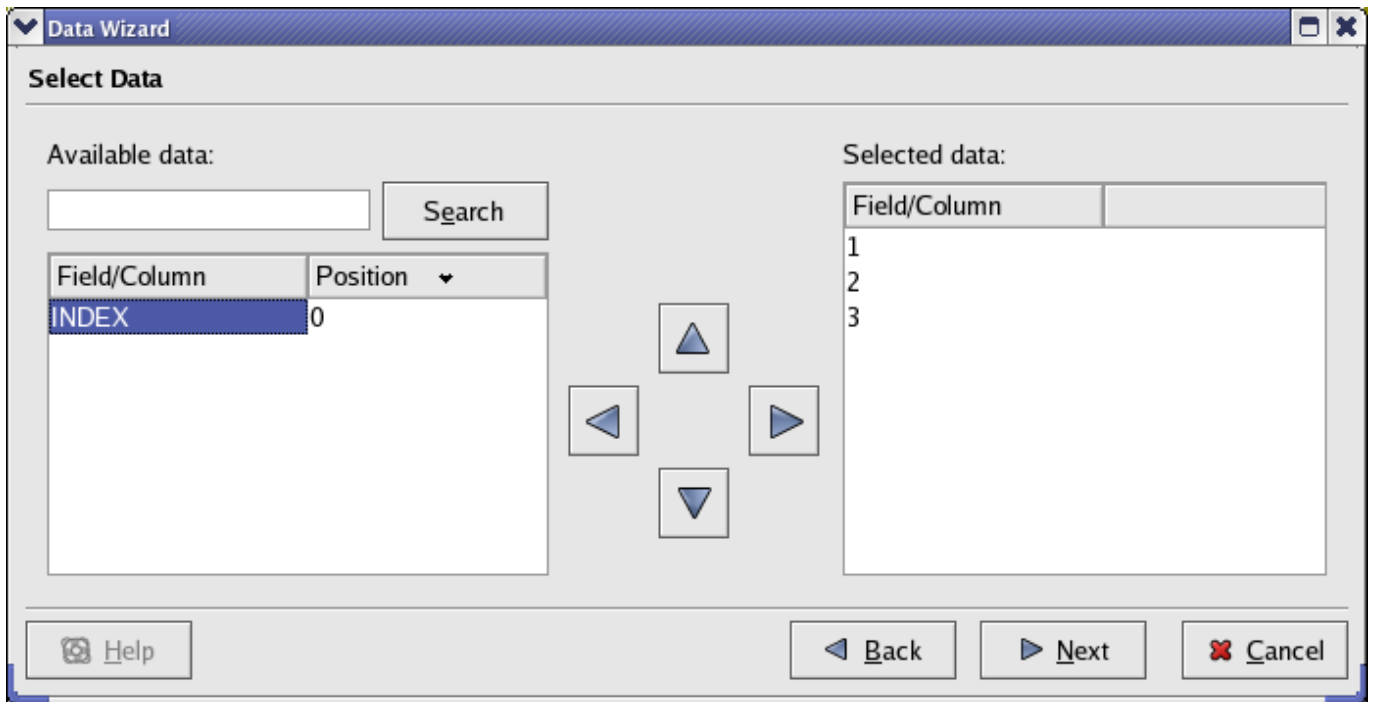 Data Wizard
Select Data
Available data:
Search
Field/Column Position
INDEX 0
Selected data:
Field/Column
1
2
3
Help Back Next Cancel